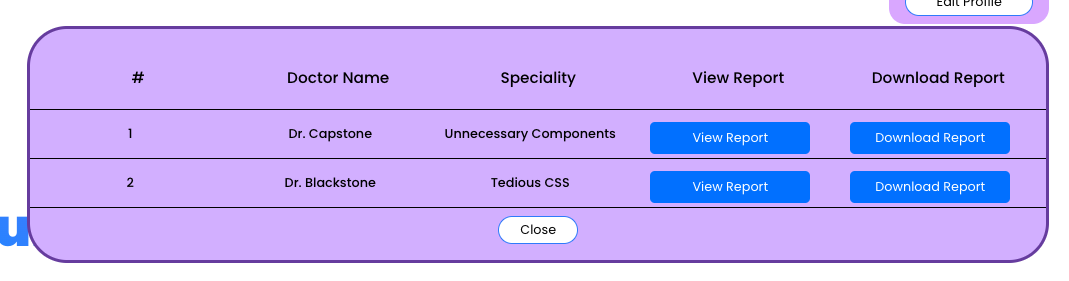 Edit Profile
# Doctor Name Speciality View Report Download Report
1 Dr. Capstone Unnecessary Components View Report Download Report
2 Dr. Blackstone Tedious CSS View Report Download Report
u
Close